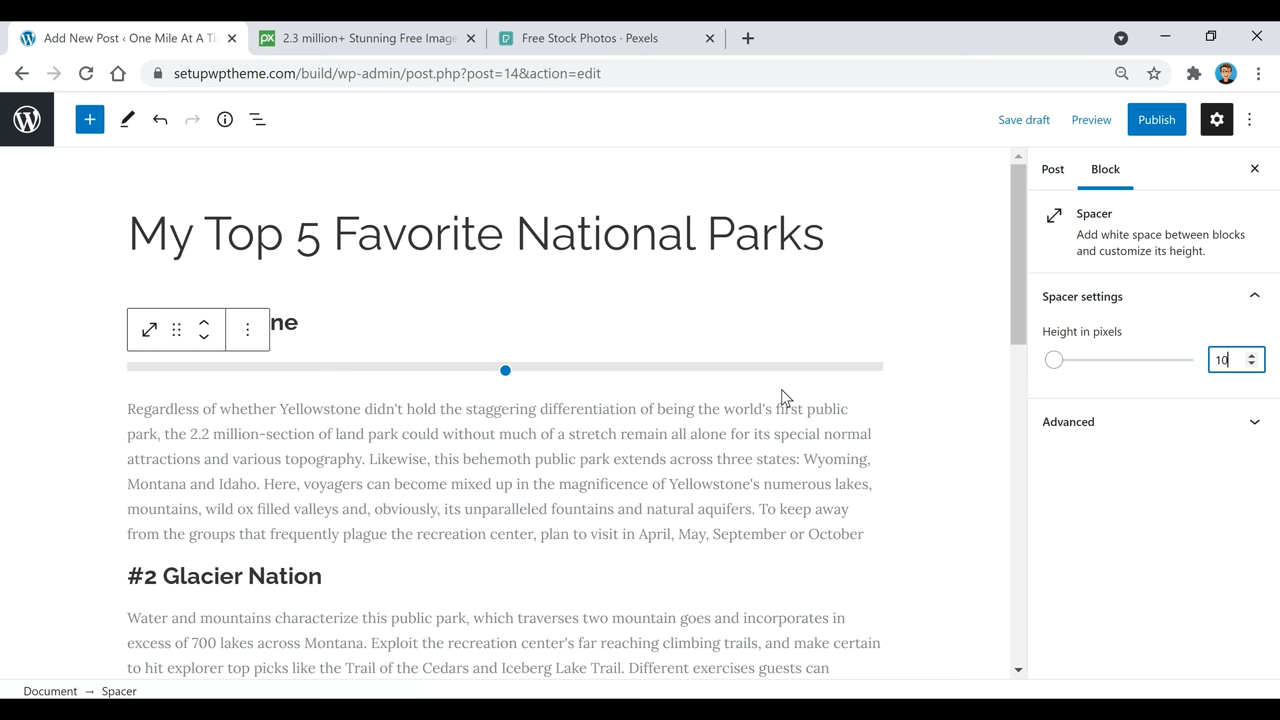 Add New Post ‹ One Mile At A Ti
2.3 million+ Stunning Free Image
Free Stock Photos · Pexels
setupwptheme.com/build/wp-admin/post.php?post=14&action=edit
Save draft
Preview
Publish
Post
Block
Spacer
Add white space between blocks
and customize its height.
Spacer settings
Height in pixels
10
Advanced
My Top 5 Favorite National Parks
ne
Regardless of whether Yellowstone didn't hold the staggering differentiation of being the world's first public
park, the 2.2 million-section of land park could without much of a stretch remain all alone for its special normal
attractions and various topography. Likewise, this behemoth public park extends across three states: Wyoming,
Montana and Idaho. Here, voyagers can become mixed up in the magnificence of Yellowstone's numerous lakes,
mountains, wild ox filled valleys and, obviously, its unparalleled fountains and natural aquifers. To keep away
from the groups that frequently plague the recreation center, plan to visit in April, May, September or October
#2 Glacier Nation
Water and mountains characterize this public park, which traverses two mountain goes and incorporates in
excess of 700 lakes across Montana. Exploit the recreation center's far reaching climbing trails, and make certain
to hit explorer top picks like the Trail of the Cedars and Iceberg Lake Trail. Different exercises guests can
Document → Spacer